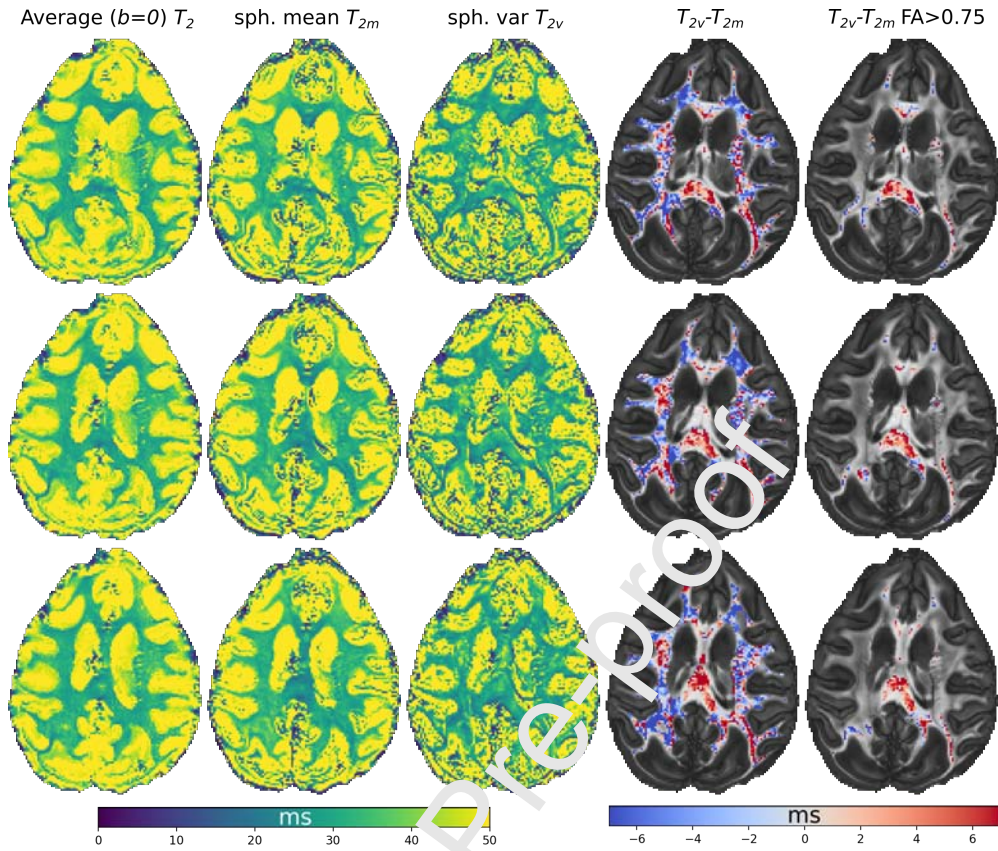 Average (b=0) T2 sph. mean T2m sph. var T2v T2v-T2m T2v-T2m FA>0.75
Pre-proof
ms ms
0 10 20 30 40 50 −6 −4 −2 0 2 4 6